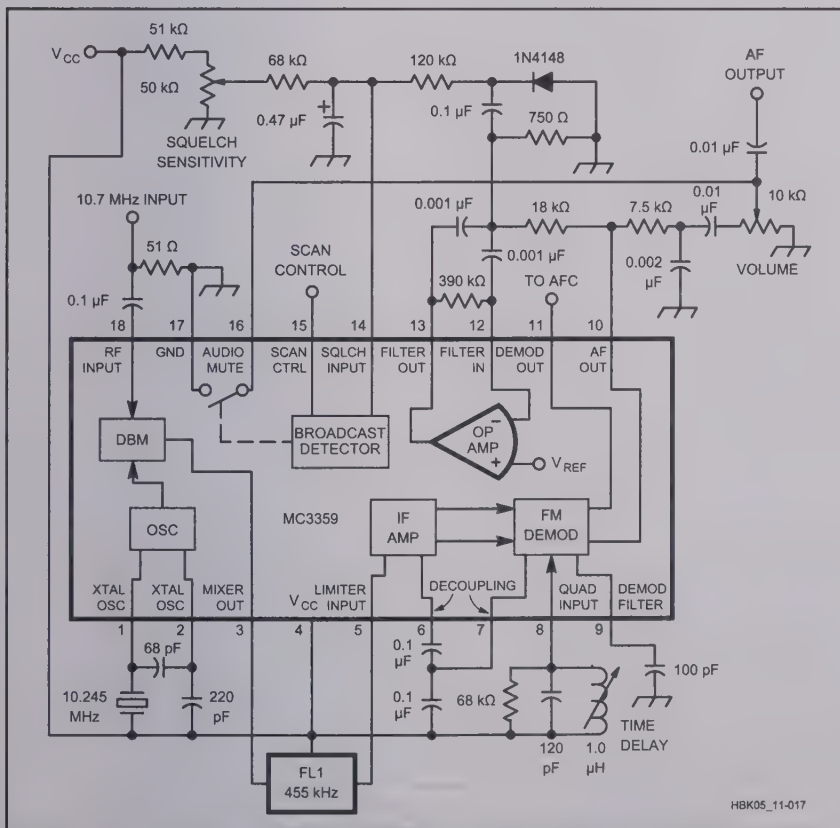 51 kΩ
V_CC
50 kΩ
SQUELCH
SENSITIVITY
68 kΩ
0.47 µF
+
120 kΩ
0.1 µF
1N4148
750 Ω
AF
OUTPUT
0.01 µF
10.7 MHz INPUT
51 Ω
0.1 µF
SCAN
CONTROL
0.001 µF
18 kΩ
0.001 µF
390 kΩ
TO AFC
7.5 kΩ
0.01
µF
0.002
µF
10 kΩ
VOLUME
18 17 16 15 14 13 12 11 10
RF
INPUT
GND
AUDIO
MUTE
SCAN
CTRL
SQLCH
INPUT
FILTER
OUT
FILTER
IN
DEMOD
OUT
AF
OUT
DBM
BROADCAST
DETECTOR
OP
AMP
−
+
V_REF
OSC
MC3359
IF
AMP
FM
DEMOD
XTAL
OSC
XTAL
OSC
MIXER
OUT
V_CC
LIMITER
INPUT
DECOUPLING
QUAD
INPUT
DEMOD
FILTER
1 2 3 4 5 6 7 8 9
68 pF
10.245
MHz
220
pF
0.1
µF
0.1
µF
68 kΩ
120
pF
1.0
µH
TIME
DELAY
100 pF
FL1
455 kHz
HBK05_11-017